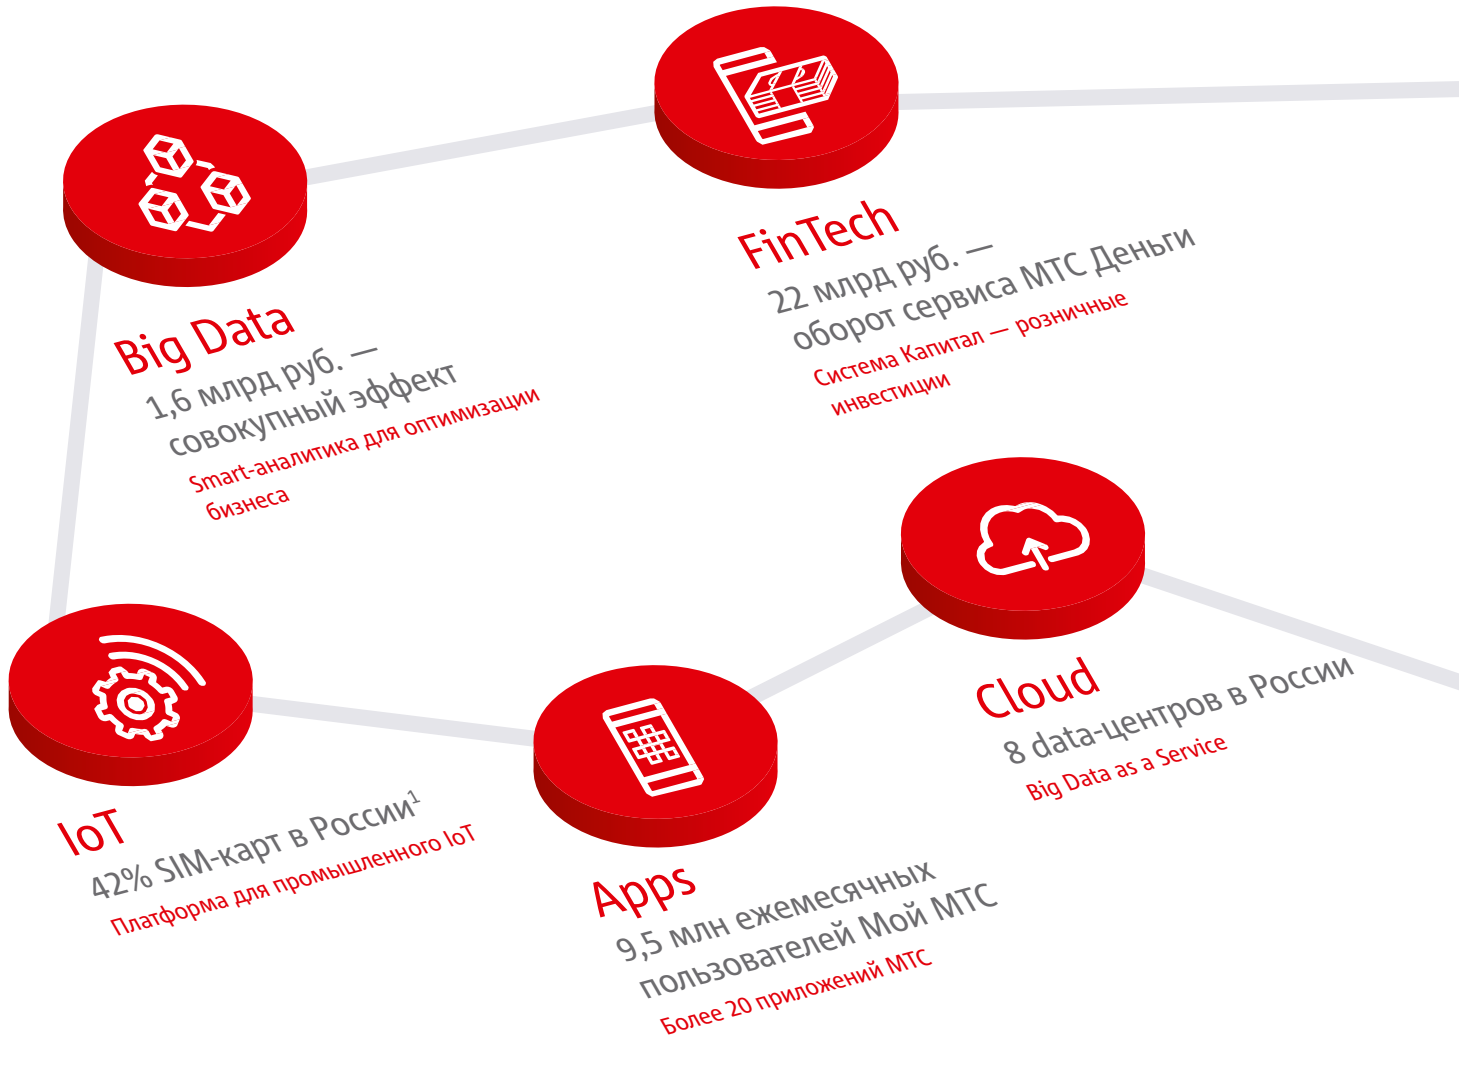 Big Data
1,6 млрд руб. —
совокупный эффект
Smart-аналитика для оптимизации
бизнеса
FinTech
22 млрд руб. —
оборот сервиса МТС Деньги
Система Капитал — розничные
инвестиции
IoT
42% SIM-карт в России¹
Платформа для промышленного IoT
Apps
9,5 млн ежемесячных
пользователей Мой МТС
Более 20 приложений МТС
Cloud
8 data-центров в России
Big Data as a Service